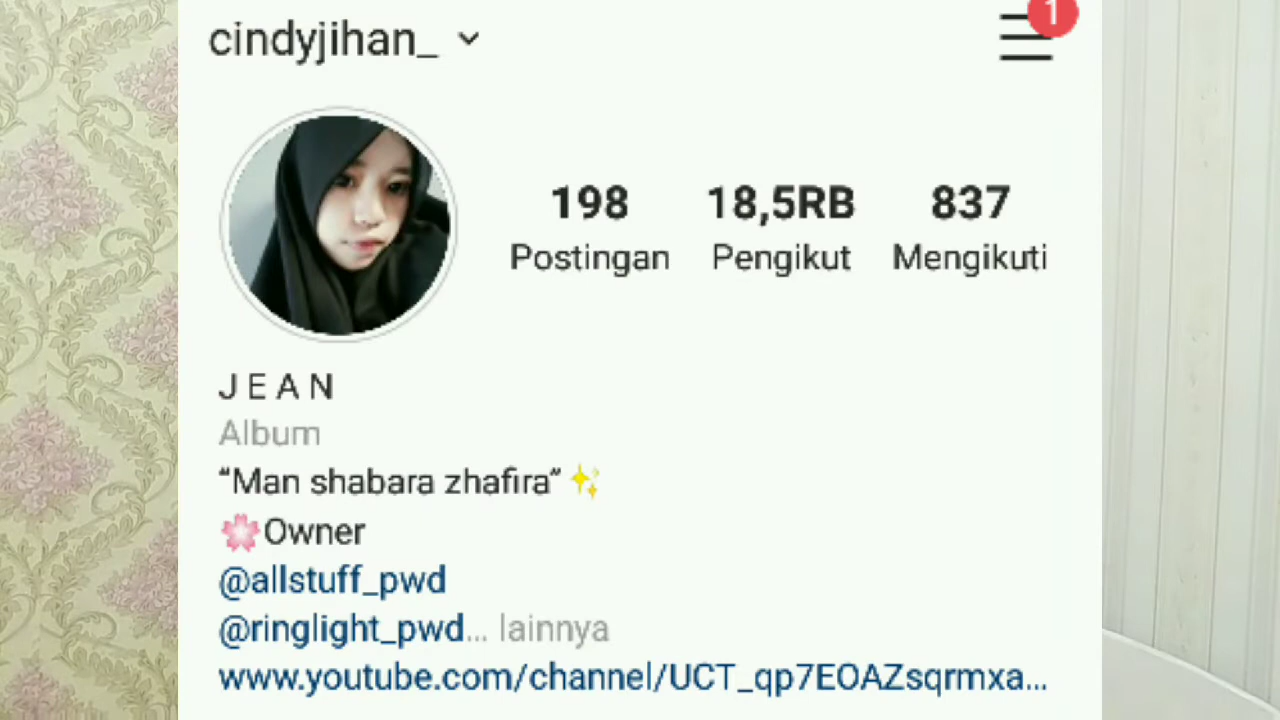 cindyjihan_
1
198 18,5RB 837
Postingan Pengikut Mengikuti
J E A N
Album
“Man shabara zhafira”✨
🌸Owner
@allstuff_pwd
@ringlight_pwd... lainnya
www.youtube.com/channel/UCT_qp7EOAZsqrmxa...